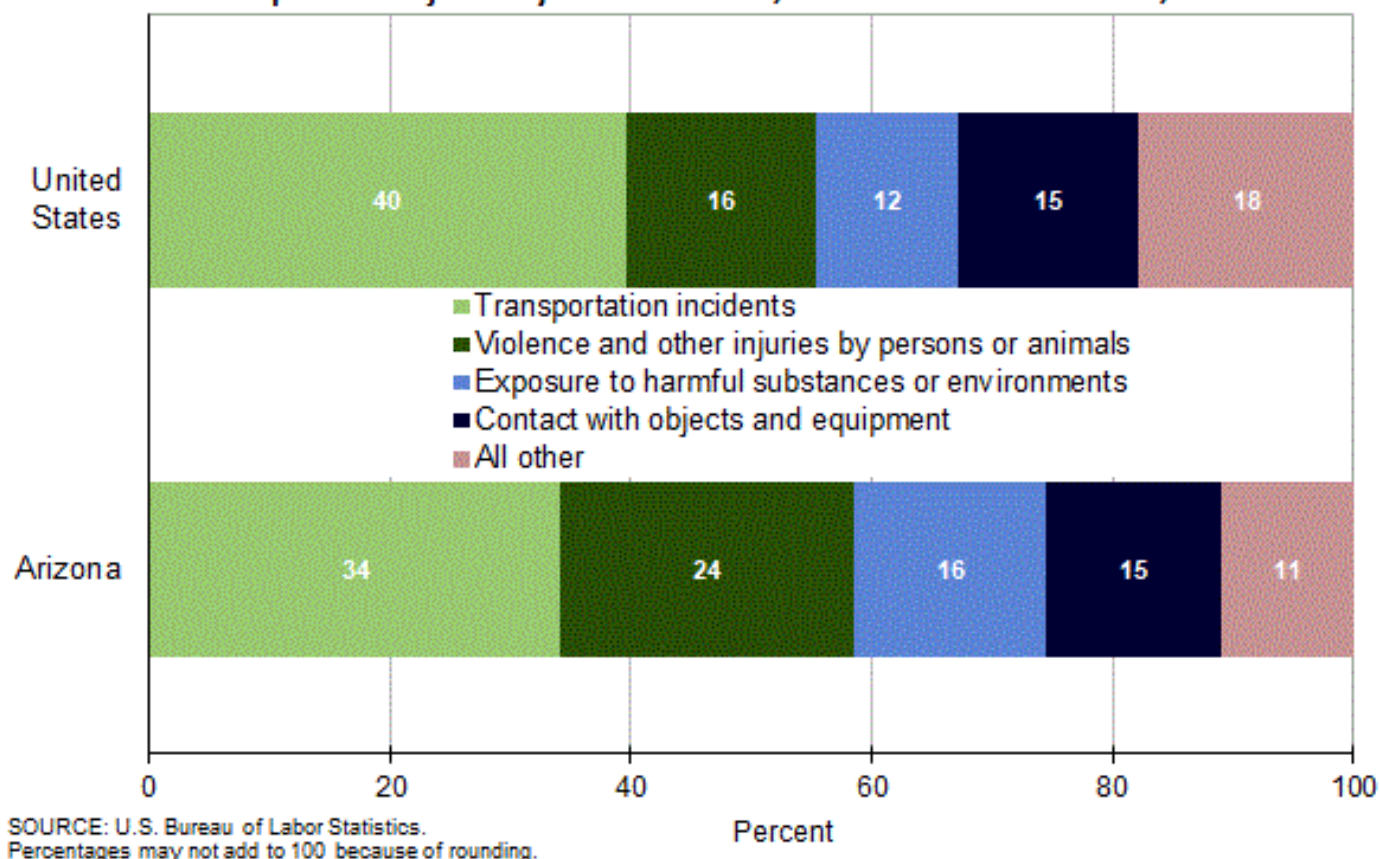 United
States
40
16
12
15
18
Transportation incidents
Violence and other injuries by persons or animals
Exposure to harmful substances or environments
Contact with objects and equipment
All other
Arizona
34
24
16
15
11
0
20
40
60
80
100
Percent
SOURCE: U.S. Bureau of Labor Statistics.
Percentages may not add to 100 because of rounding.